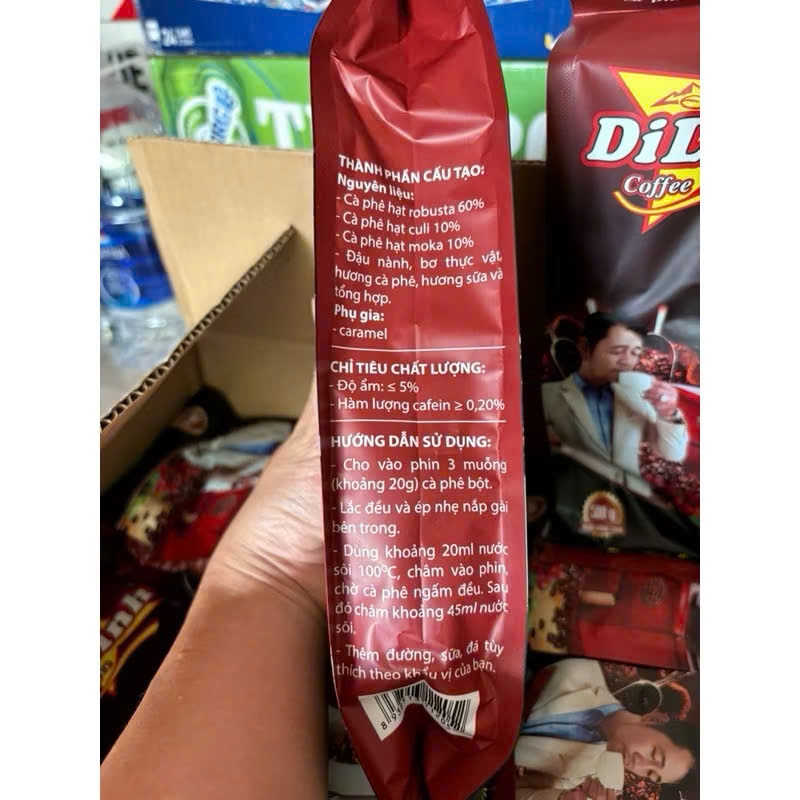 24
DiD
Coffee
THÀNH PHẦN CẤU TẠO:
Nguyên liệu:
- Cà phê hạt robusta 60%
- Cà phê hạt culi 10%
- Cà phê hạt moka 10%
- Đậu nành, bơ thực vật,
hương cà phê, hương sữa và
tổng hợp.
Phụ gia:
- caramel
CHỈ TIÊU CHẤT LƯỢNG:
- Độ ẩm: ≤ 5%
- Hàm lượng cafein ≥ 0,20%
HƯỚNG DẪN SỬ DỤNG:
- Cho vào phin 3 muỗng
(khoảng 20g) cà phê bột.
- Lắc đều và ép nhẹ nắp gài
bên trong.
- Dùng khoảng 20ml nước
sôi 100ºC, châm vào phin,
chờ cà phê ngấm đều. Sau
đó châm khoảng 45ml nước
sôi.
- Thêm đường, sữa, đá tùy
thích theo khẩu vị của bạn.
inh